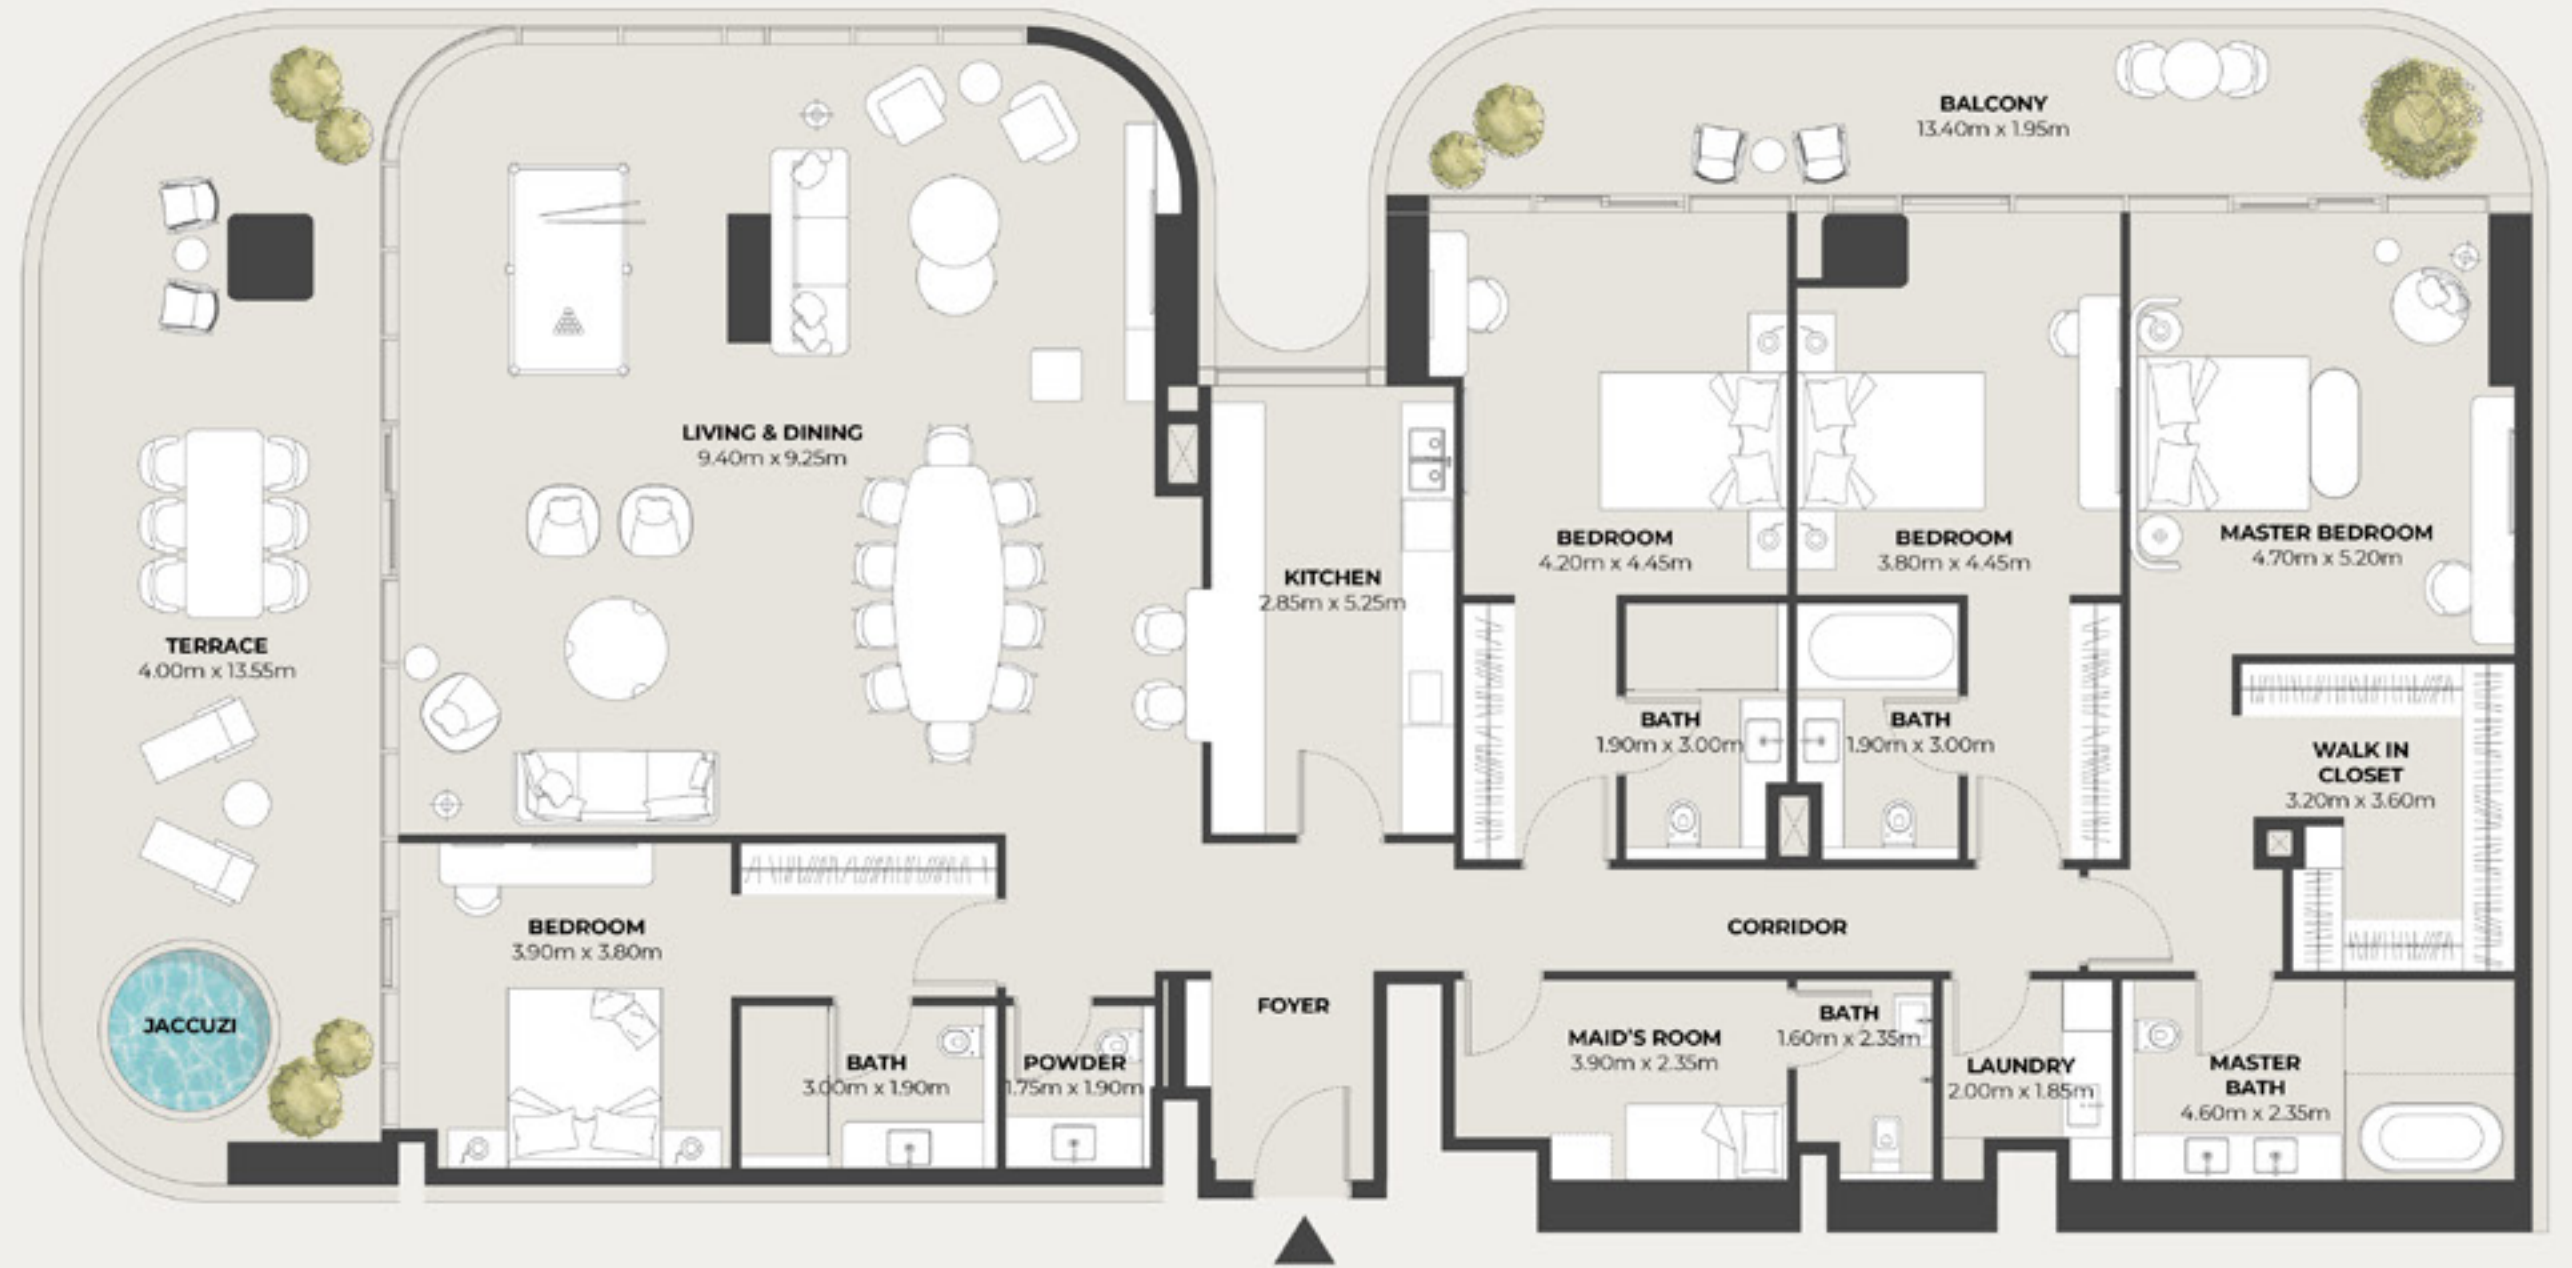 BALCONY
13.40m x 1.95m
LIVING & DINING
9.40m x 9.25m
TERRACE
4.00m x 13.55m
KITCHEN
2.85m x 5.25m
BEDROOM
4.20m x 4.45m
BEDROOM
3.80m x 4.45m
MASTER BEDROOM
4.70m x 5.20m
BATH
1.90m x 3.00m
BATH
1.90m x 3.00m
WALK IN
CLOSET
3.20m x 3.60m
BEDROOM
3.90m x 3.80m
CORRIDOR
JACCUZI
FOYER
BATH
3.00m x 1.90m
POWDER
1.75m x 1.90m
MAID'S ROOM
3.90m x 2.35m
BATH
1.60m x 2.35m
LAUNDRY
2.00m x 1.85m
MASTER
BATH
4.60m x 2.35m